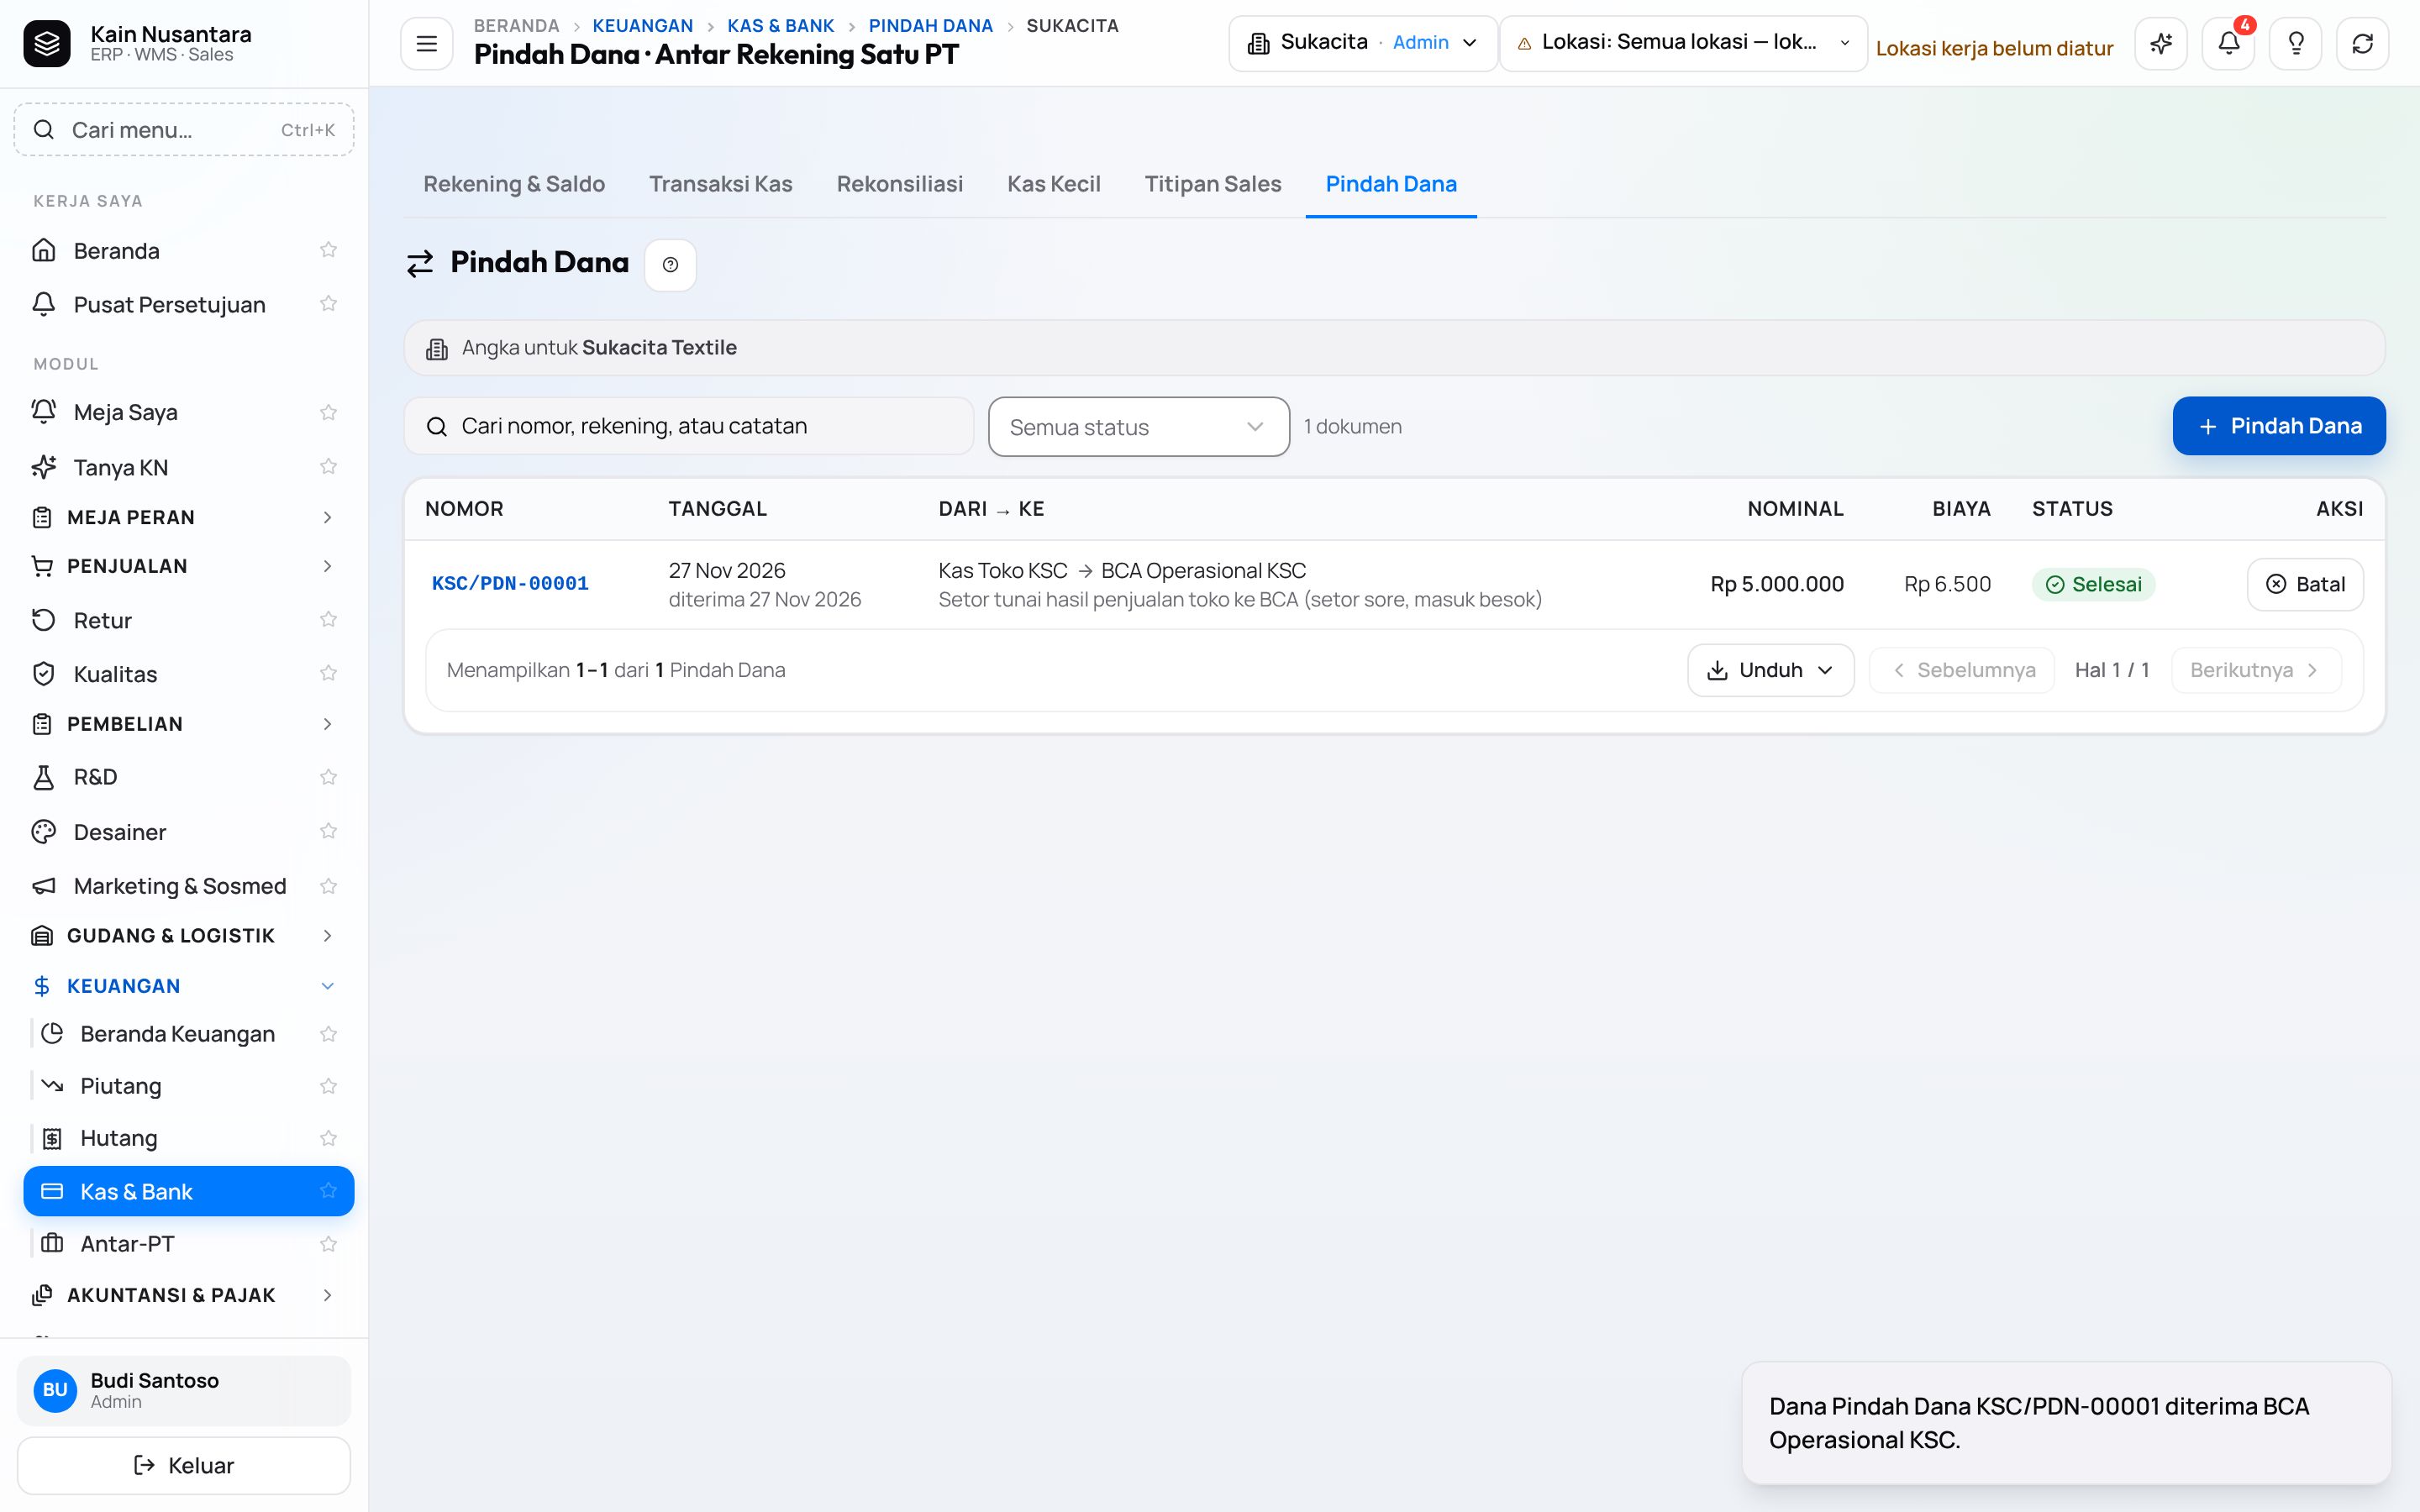 Kain Nusantara
ERP · WMS · Sales
Cari menu... Ctrl+K
KERJA SAYA
Beranda
Pusat Persetujuan
MODUL
Meja Saya
Tanya KN
MEJA PERAN
PENJUALAN
Retur
Kualitas
PEMBELIAN
R&D
Desainer
Marketing & Sosmed
GUDANG & LOGISTIK
KEUANGAN
Beranda Keuangan
Piutang
Hutang
Kas & Bank
Antar-PT
AKUNTANSI & PAJAK
BU
Budi Santoso
Admin
Keluar
BERANDA > KEUANGAN > KAS & BANK > PINDAH DANA > SUKACITA
Pindah Dana · Antar Rekening Satu PT
Sukacita · Admin
Lokasi: Semua lokasi — lok...
Lokasi kerja belum diatur
4
Rekening & Saldo Transaksi Kas Rekonsiliasi Kas Kecil Titipan Sales Pindah Dana
Pindah Dana
Angka untuk Sukacita Textile
Cari nomor, rekening, atau catatan Semua status 1 dokumen + Pindah Dana
NOMOR TANGGAL DARI → KE NOMINAL BIAYA STATUS AKSI
KSC/PDN-00001 27 Nov 2026 Kas Toko KSC → BCA Operasional KSC Rp 5.000.000 Rp 6.500 Selesai Batal
diterima 27 Nov 2026 Setor tunai hasil penjualan toko ke BCA (setor sore, masuk besok)
Menampilkan 1–1 dari 1 Pindah Dana Unduh Sebelumnya Hal 1 / 1 Berikutnya
Dana Pindah Dana KSC/PDN-00001 diterima BCA
Operasional KSC.